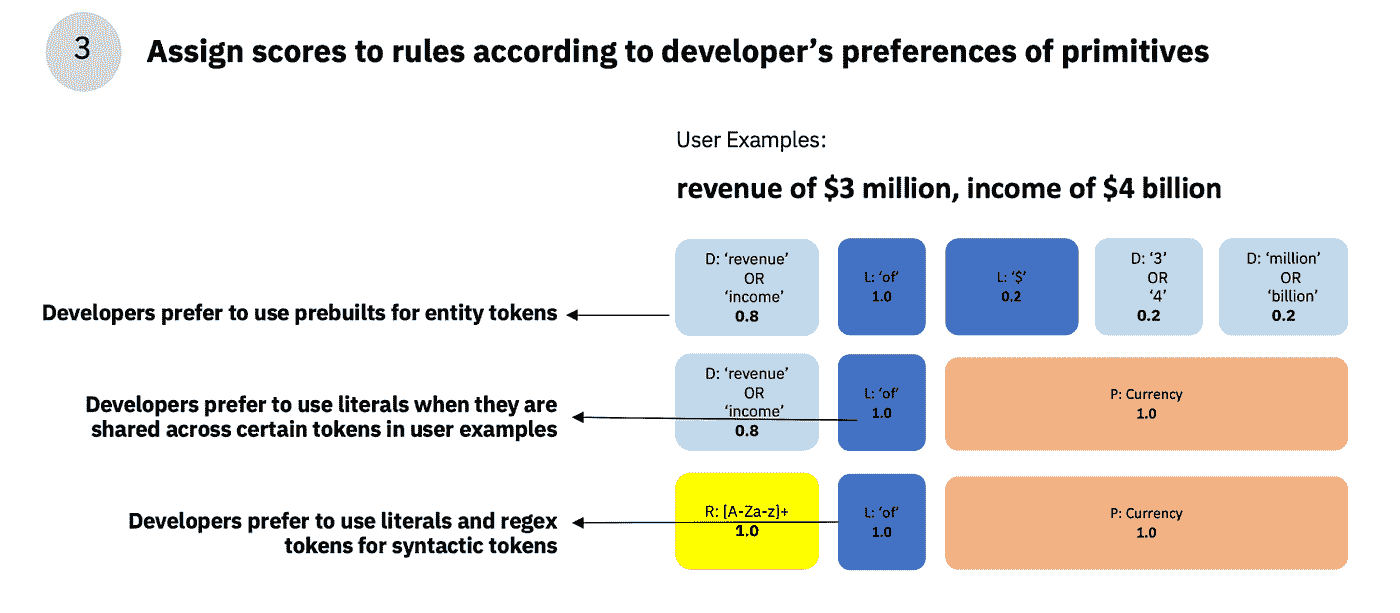 3
Assign scores to rules according to developer’s preferences of primitives
User Examples:
revenue of $3 million, income of $4 billion
D: ‘revenue’
OR
‘income’
0.8
L: ‘of’
1.0
L: ‘$’
0.2
D: ‘3’
OR
‘4’
0.2
D: ‘million’
OR
‘billion’
0.2
Developers prefer to use prebuilts for entity tokens
D: ‘revenue’
OR
‘income’
0.8
L: ‘of’
1.0
P: Currency
1.0
Developers prefer to use literals when they are
shared across certain tokens in user examples
R: [A-Za-z]+
1.0
L: ‘of’
1.0
P: Currency
1.0
Developers prefer to use literals and regex
tokens for syntactic tokens